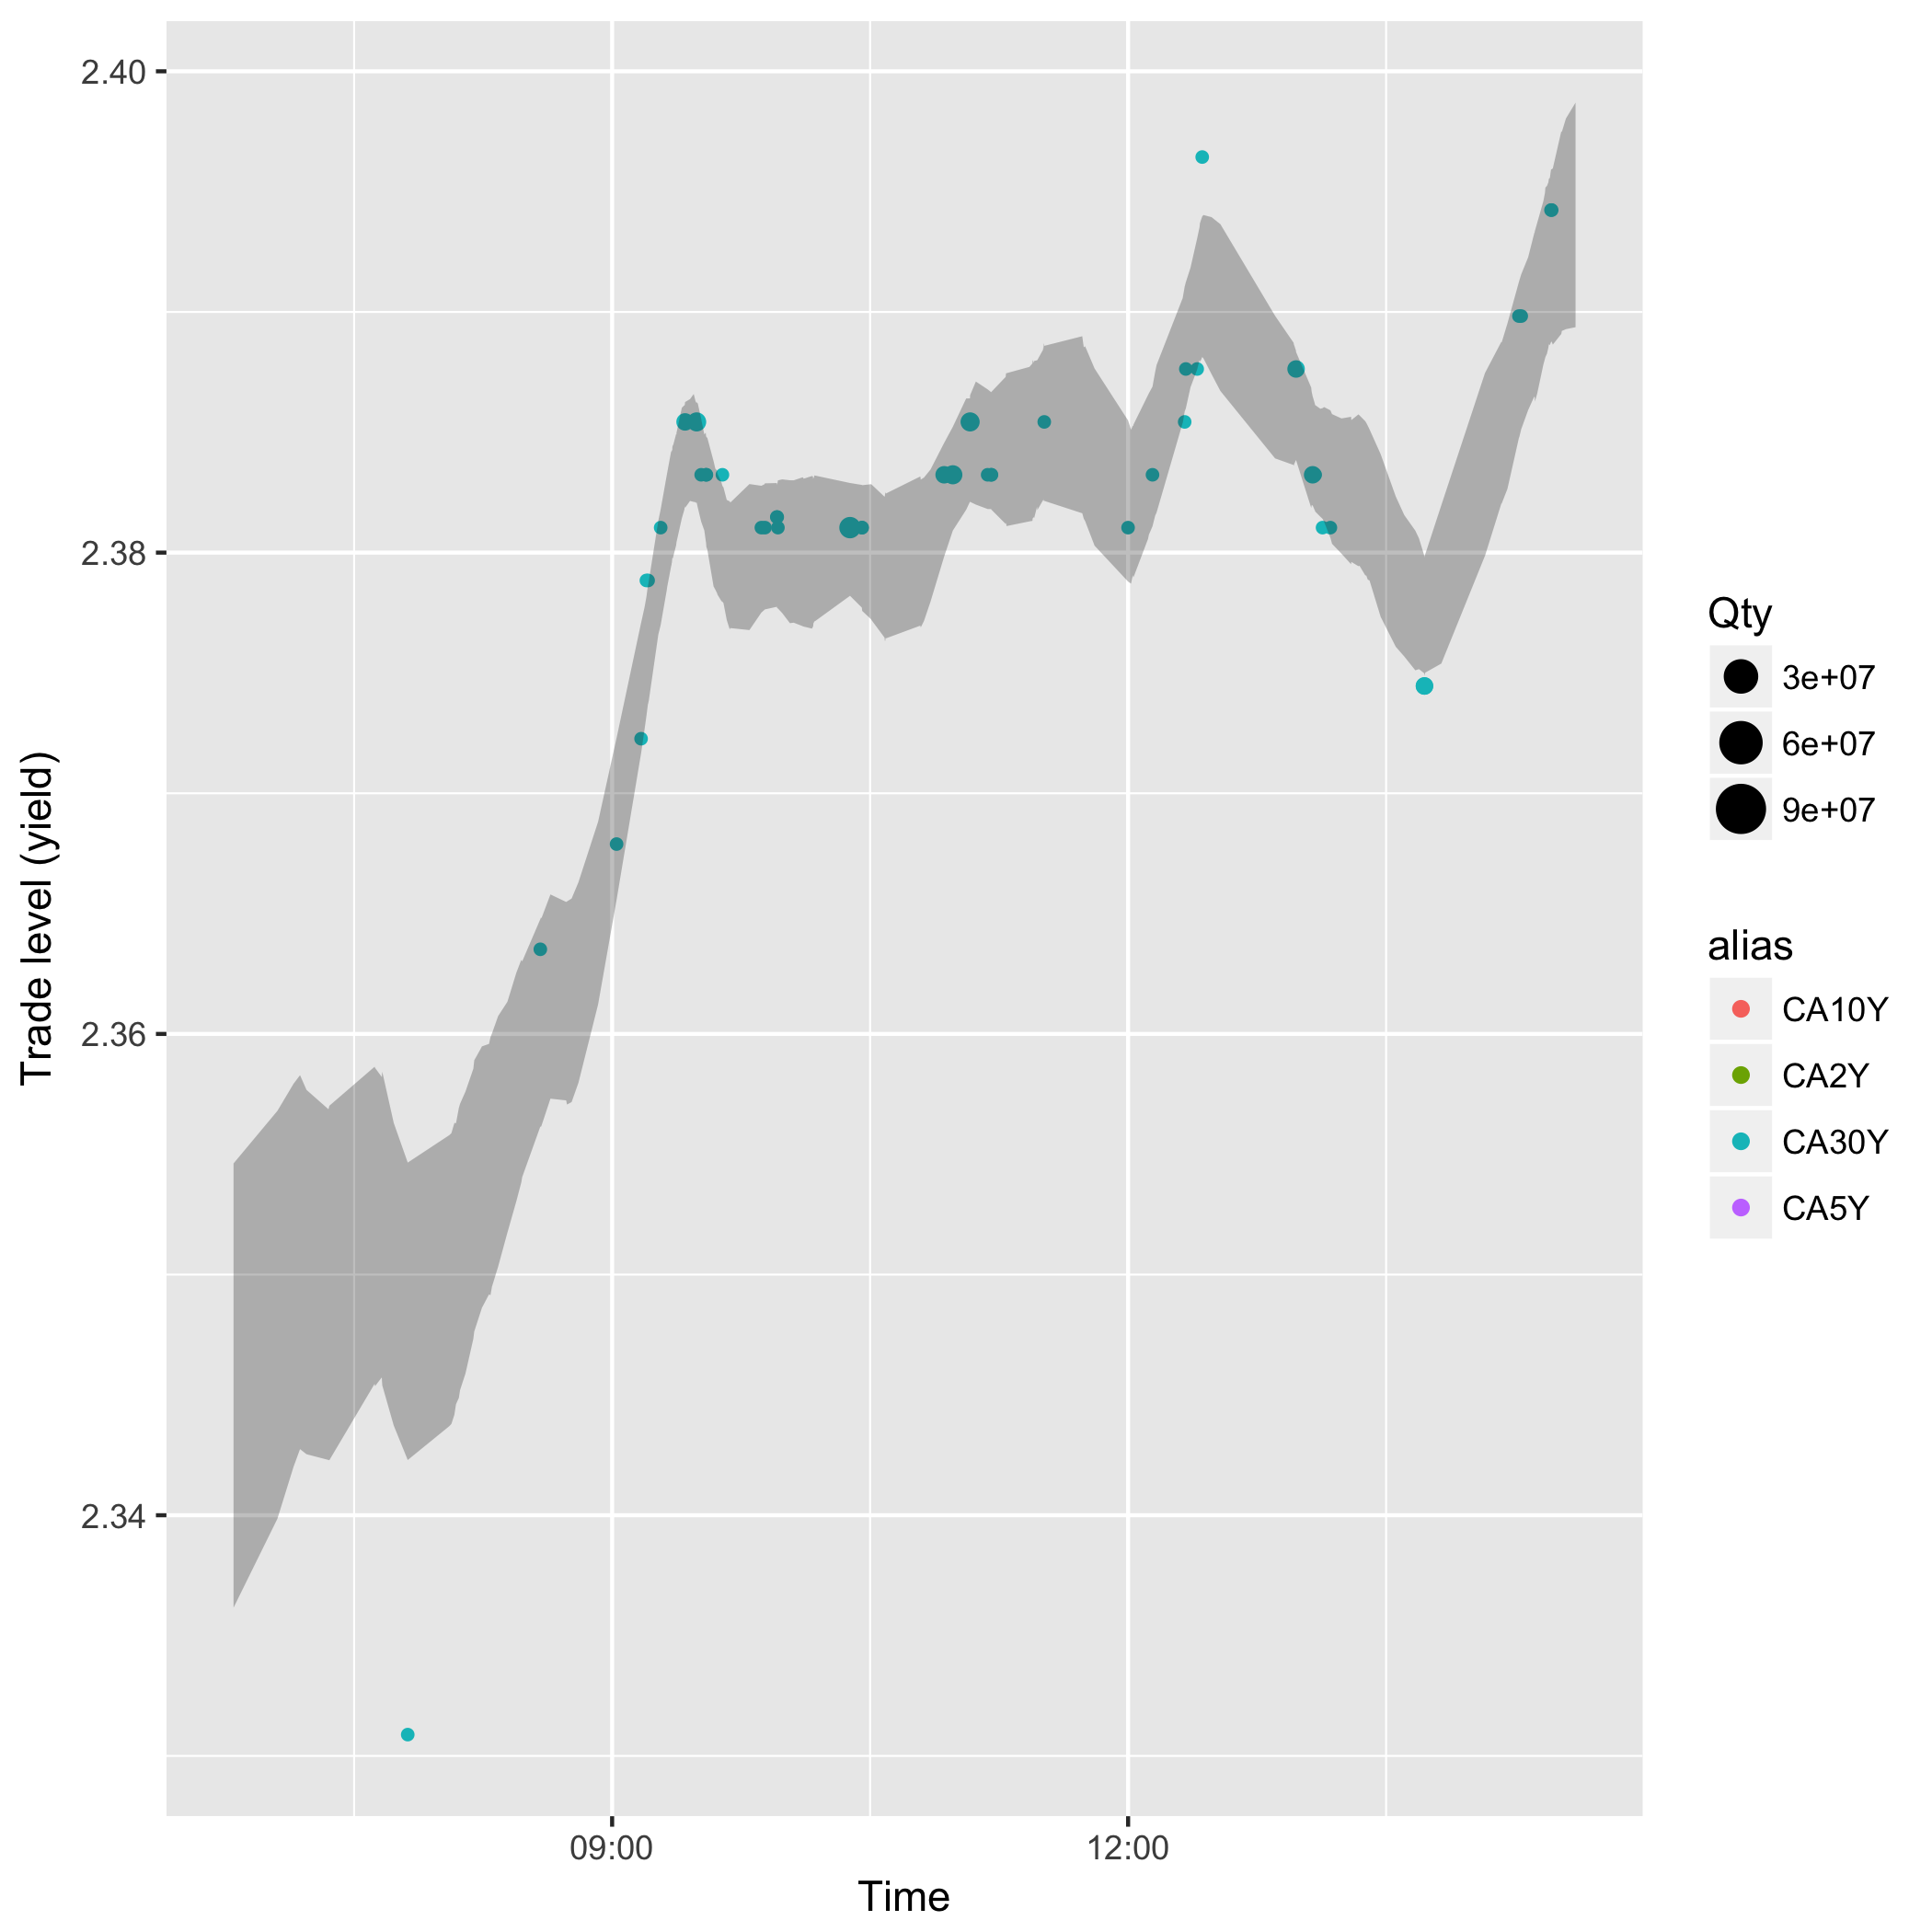 2.40
2.38
2.36
2.34
Trade level (yield)
09:00
12:00
Time
Qty
3e+07
6e+07
9e+07
alias
CA10Y
CA2Y
CA30Y
CA5Y